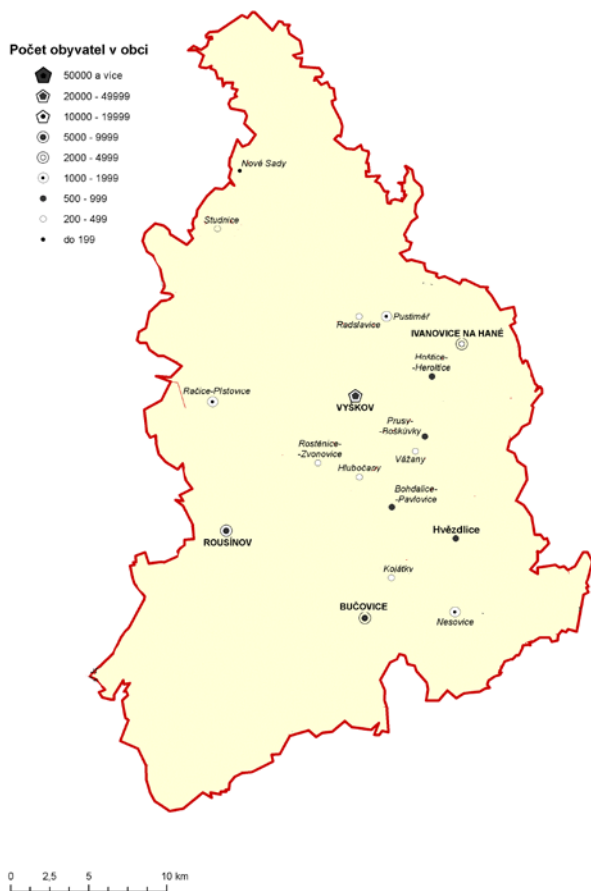 Počet obyvatel v obci
50000 a více
20000 - 49999
10000 - 19999
5000 - 9999
2000 - 4999
1000 - 1999
500 - 999
200 - 499
do 199
Nové Sady
Studnice
Radslavice
Pustiměř
IVANOVICE NA HANÉ
Hoštice-
-Heroltice
Račice-Pístovice
VYŠKOV
Prusy-
-Boškůvky
Rostěnice-
-Zvonovice
Vážany
Hlubočany
Bohdalice-
-Pavlovice
Hvězdlice
ROUSÍNOV
Kojátky
BUČOVICE
Nesovice
0 2,5 5 10 km